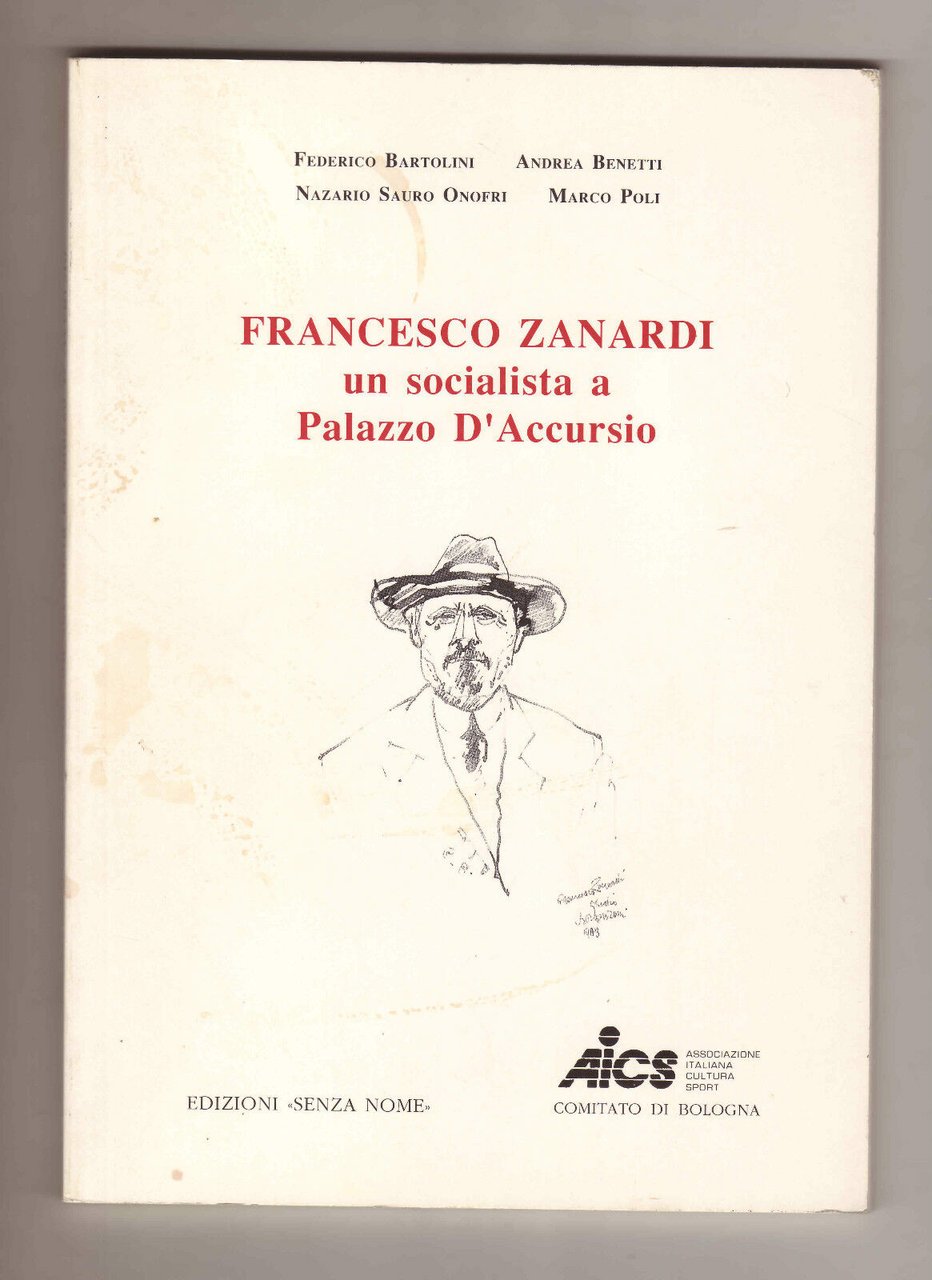 FEDERICO BARTOLINI ANDREA BENETTI
NAZARIO SAURO ONOFRI MARCO POLI
FRANCESCO ZANARDI
un socialista a
Palazzo D'Accursio
AiCS
ASSOCIAZIONE
ITALIANA
CULTURA
SPORT
EDIZIONI «SENZA NOME»
COMITATO DI BOLOGNA